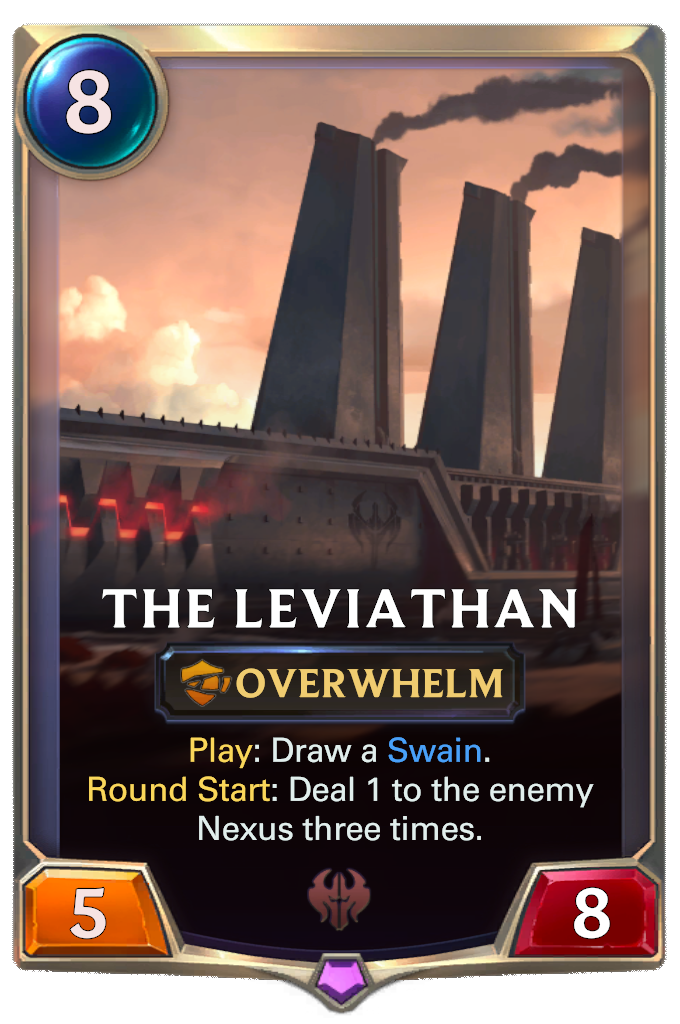 8
THE LEVIATHAN
OVERWHELM
Play: Draw a Swain.
Round Start: Deal 1 to the enemy
Nexus three times.
5
8